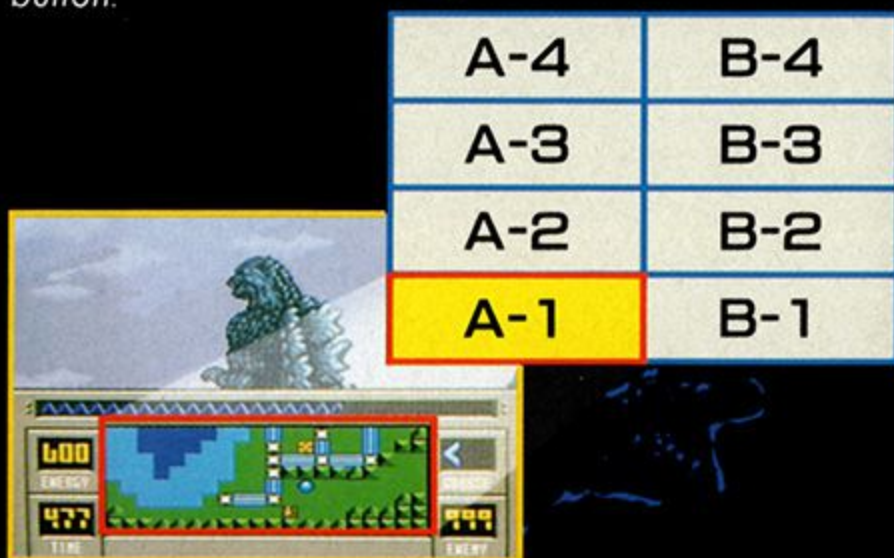 button.
A-4 B-4
A-3 B-3
A-2 B-2
A-1 B-1
600
ENERGY
477 999
TIME ENEMY